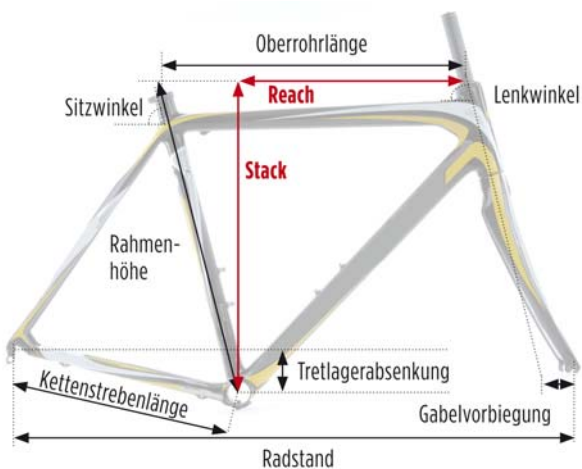 Oberrohrlänge
Reach
Lenkwinkel
Sitzwinkel
Stack
Rahmen-
höhe
Tretlagerabsenkung
Kettenstrebenlänge
Gabelvorbiegung
Radstand